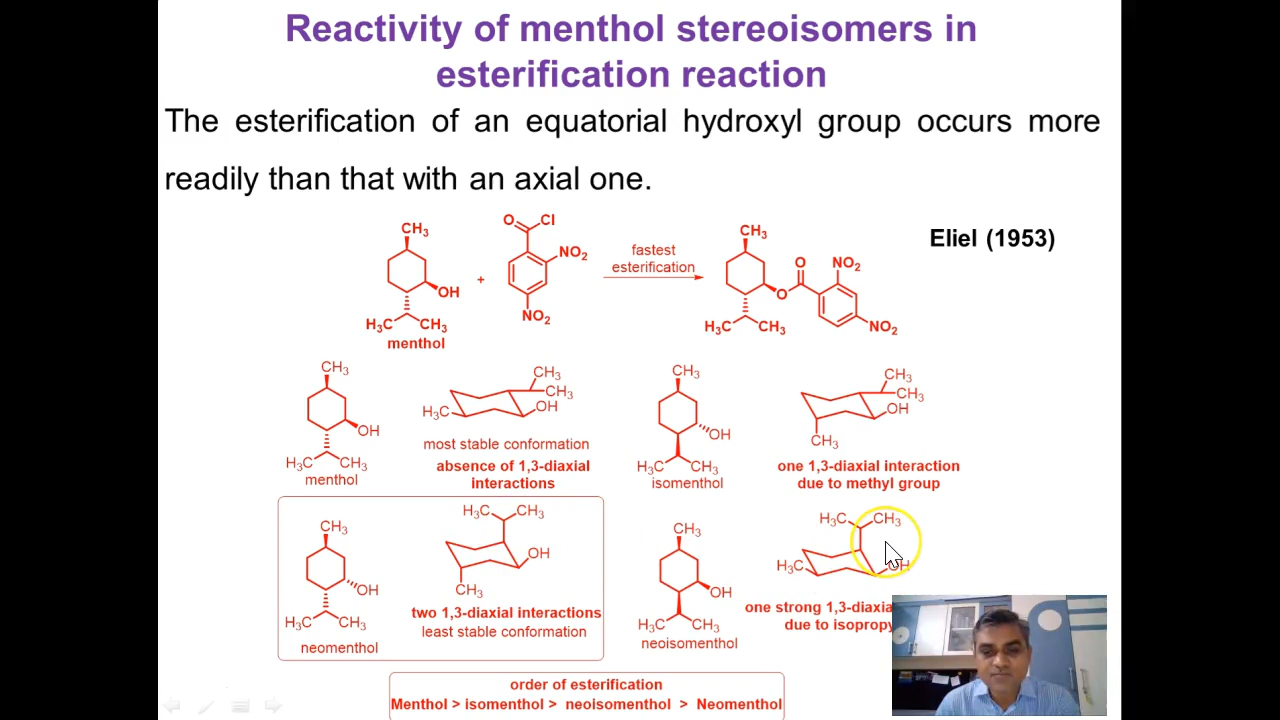 Reactivity of menthol stereoisomers in
esterification reaction
The esterification of an equatorial hydroxyl group occurs more
readily than that with an axial one.
Eliel (1953)
CH3
OH
H3C CH3
menthol
+
O Cl
NO2
NO2
fastest
esterification
CH3
O
O
NO2
NO2
H3C CH3
CH3
OH
H3C CH3
menthol
CH3
CH3
OH
H3C
most stable conformation
absence of 1,3-diaxial
interactions
CH3
OH
H3C CH3
isomenthol
CH3
CH3
OH
CH3
one 1,3-diaxial interaction
due to methyl group
CH3
OH
H3C CH3
neomenthol
H3C CH3
OH
CH3
two 1,3-diaxial interactions
least stable conformation
CH3
OH
H3C CH3
neoisomenthol
H3C CH3
H3C
OH
one strong 1,3-diaxia
due to isopropy
order of esterification
Menthol > isomenthol > neoisomenthol > Neomenthol